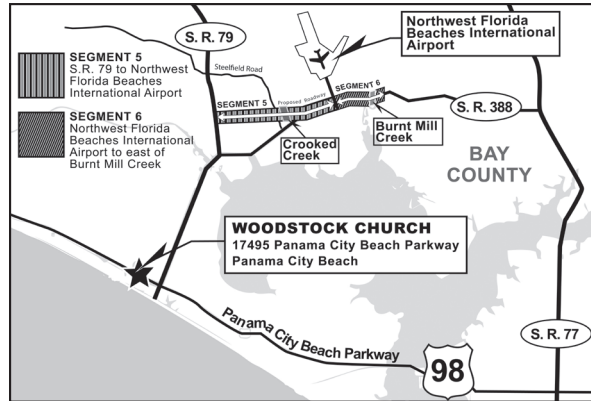 SEGMENT 5
S.R. 79 to Northwest
Florida Beaches
International Airport
SEGMENT 6
Northwest Florida
Beaches International
Airport to east of
Burnt Mill Creek
S. R. 79
Steelfield Road
Northwest Florida
Beaches International
Airport
SEGMENT 5
Proposed Roadway
SEGMENT 6
S. R. 388
Crooked
Creek
Burnt Mill
Creek
BAY
COUNTY
WOODSTOCK CHURCH
17495 Panama City Beach Parkway
Panama City Beach
Panama City Beach Parkway
98
S. R. 77